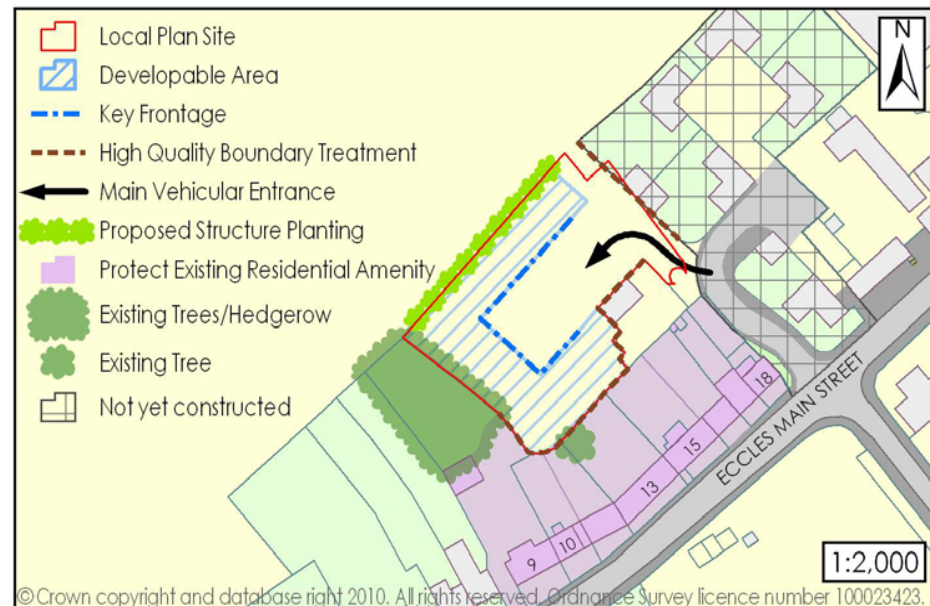 Local Plan Site
Developable Area
Key Frontage
High Quality Boundary Treatment
Main Vehicular Entrance
Proposed Structure Planting
Protect Existing Residential Amenity
Existing Trees/Hedgerow
Existing Tree
Not yet constructed
N
18
15
13
10
9
ECCLES MAIN STREET
1:2,000
©Crown copyright and database right 2010. All rights reserved. Ordnance Survey licence number 100023423.